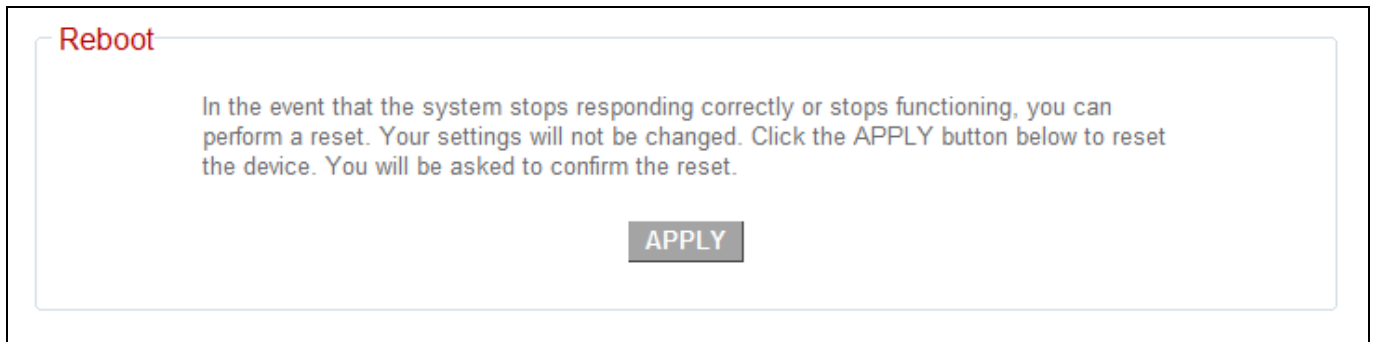 Reboot
In the event that the system stops responding correctly or stops functioning, you can
perform a reset. Your settings will not be changed. Click the APPLY button below to reset
the device. You will be asked to confirm the reset.
APPLY